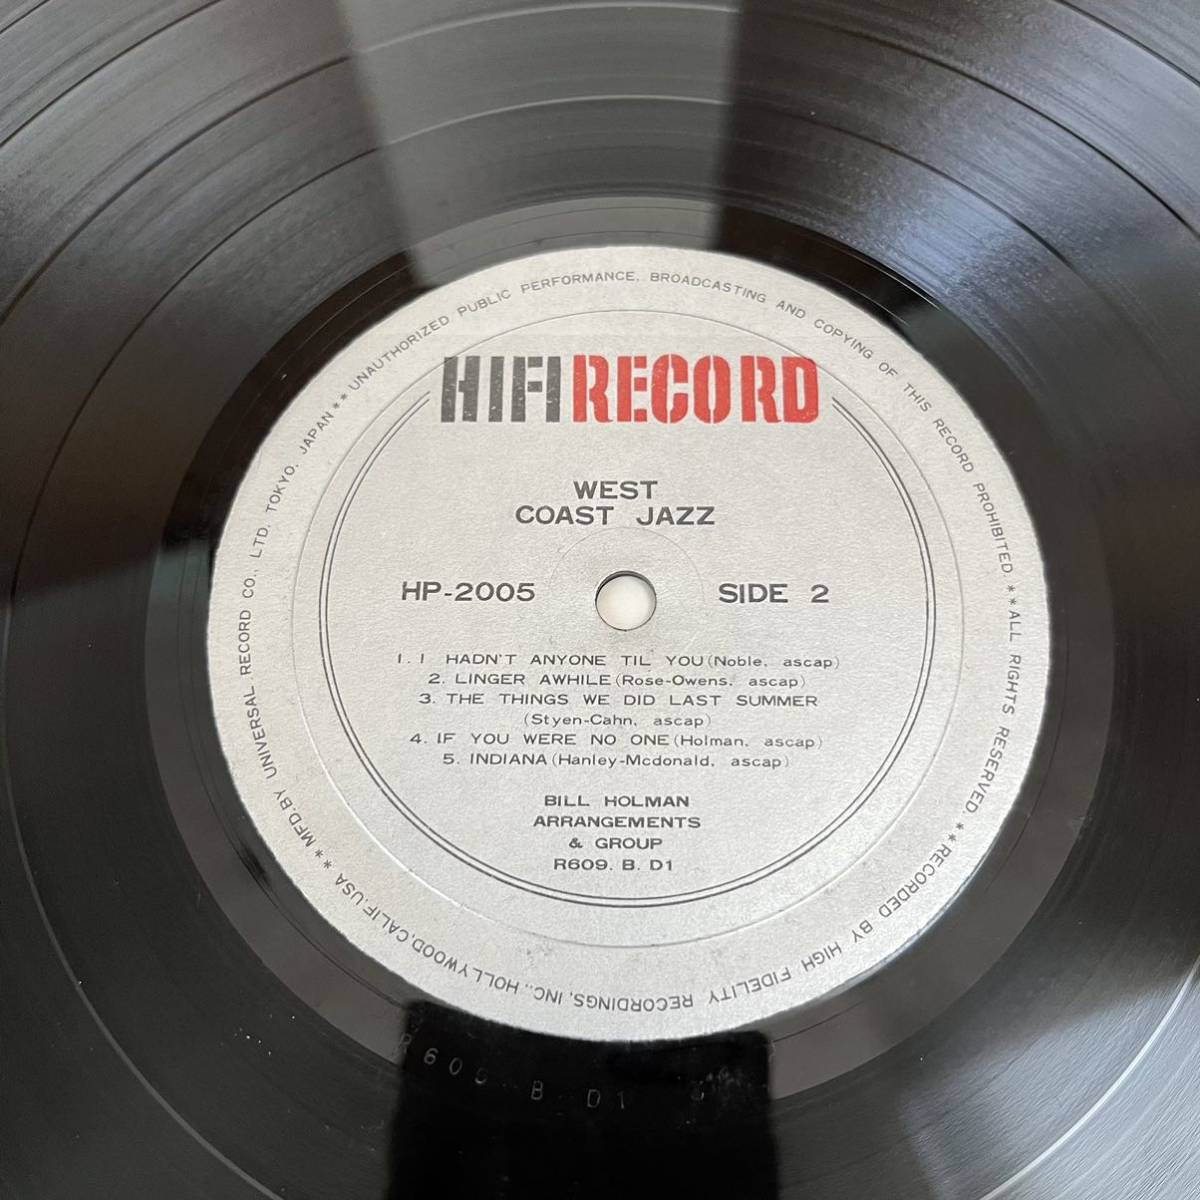 HIFIRECORD
WEST
COAST JAZZ
HP-2005
SIDE 2
1. I HADN'T ANYONE TIL YOU (Noble, ascap)
2. LINGER AWHILE (Rose-Owens, ascap)
3. THE THINGS WE DID LAST SUMMER
(Styen-Cahn, ascap)
4. IF YOU WERE NO ONE (Holman, ascap)
5. INDIANA (Hanley-Mcdonald, ascap)
BILL HOLMAN
ARRANGEMENTS
& GROUP
R609. B. D1
** UNAUTHORIZED PUBLIC PERFORMANCE, BROADCASTING AND COPYING OF THIS RECORD PROHIBITED ** ALL RIGHTS RESERVED ** RECORDED BY HIGH FIDELITY RECORDINGS, INC., HOLLYWOOD, CALIF. USA ** MFD. BY UNIVERSAL RECORD CO., LTD, TOKYO, JAPAN
B D1